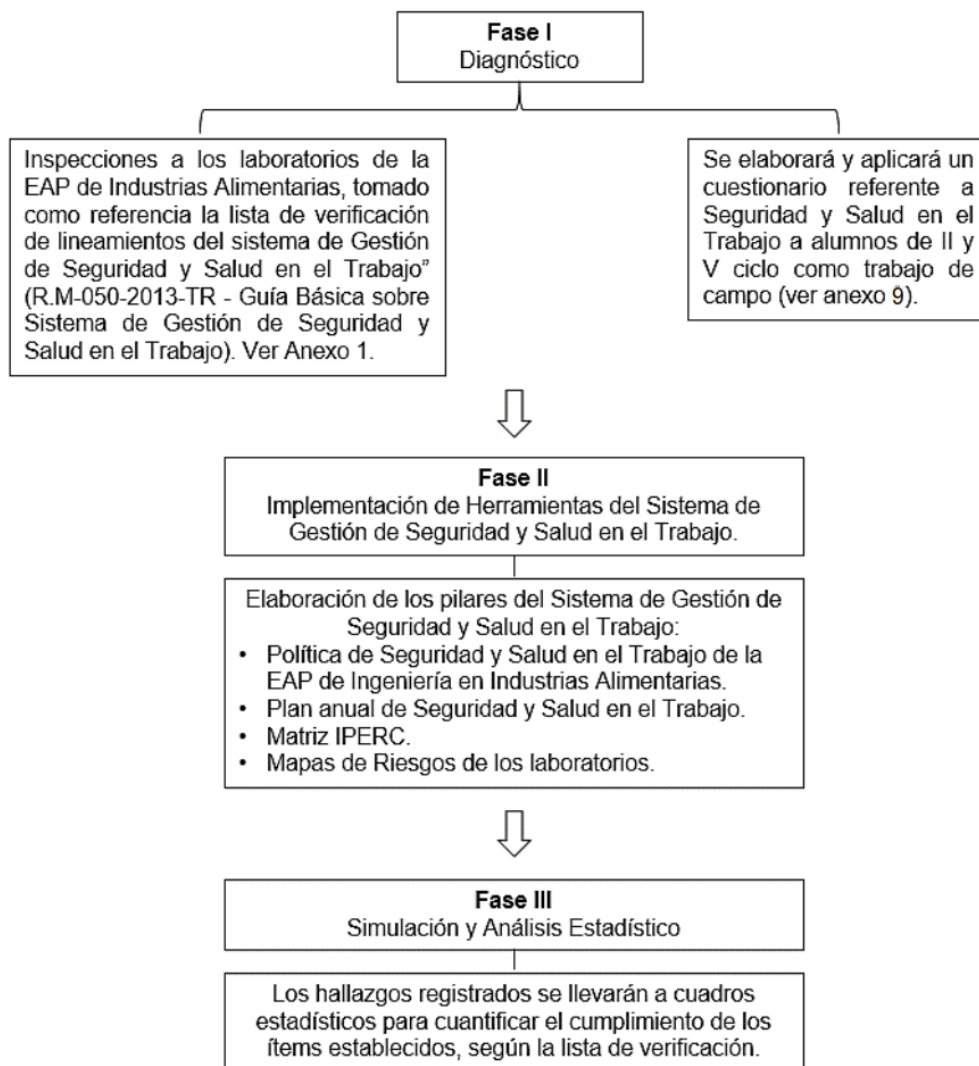 Fase I
Diagnóstico
Inspecciones a los laboratorios de la
EAP de Industrias Alimentarias, tomado
como referencia la lista de verificación
de lineamientos del sistema de Gestión
de Seguridad y Salud en el Trabajo”
(R.M-050-2013-TR - Guía Básica sobre
Sistema de Gestión de Seguridad y
Salud en el Trabajo). Ver Anexo 1.
Se elaborará y aplicará un
cuestionario referente a
Seguridad y Salud en el
Trabajo a alumnos de II y
V ciclo como trabajo de
campo (ver anexo 9).
Fase II
Implementación de Herramientas del Sistema de
Gestión de Seguridad y Salud en el Trabajo.
Elaboración de los pilares del Sistema de Gestión de
Seguridad y Salud en el Trabajo:
• Política de Seguridad y Salud en el Trabajo de la
EAP de Ingeniería en Industrias Alimentarias.
• Plan anual de Seguridad y Salud en el Trabajo.
• Matriz IPERC.
• Mapas de Riesgos de los laboratorios.
Fase III
Simulación y Análisis Estadístico
Los hallazgos registrados se llevarán a cuadros
estadísticos para cuantificar el cumplimiento de los
ítems establecidos, según la lista de verificación.